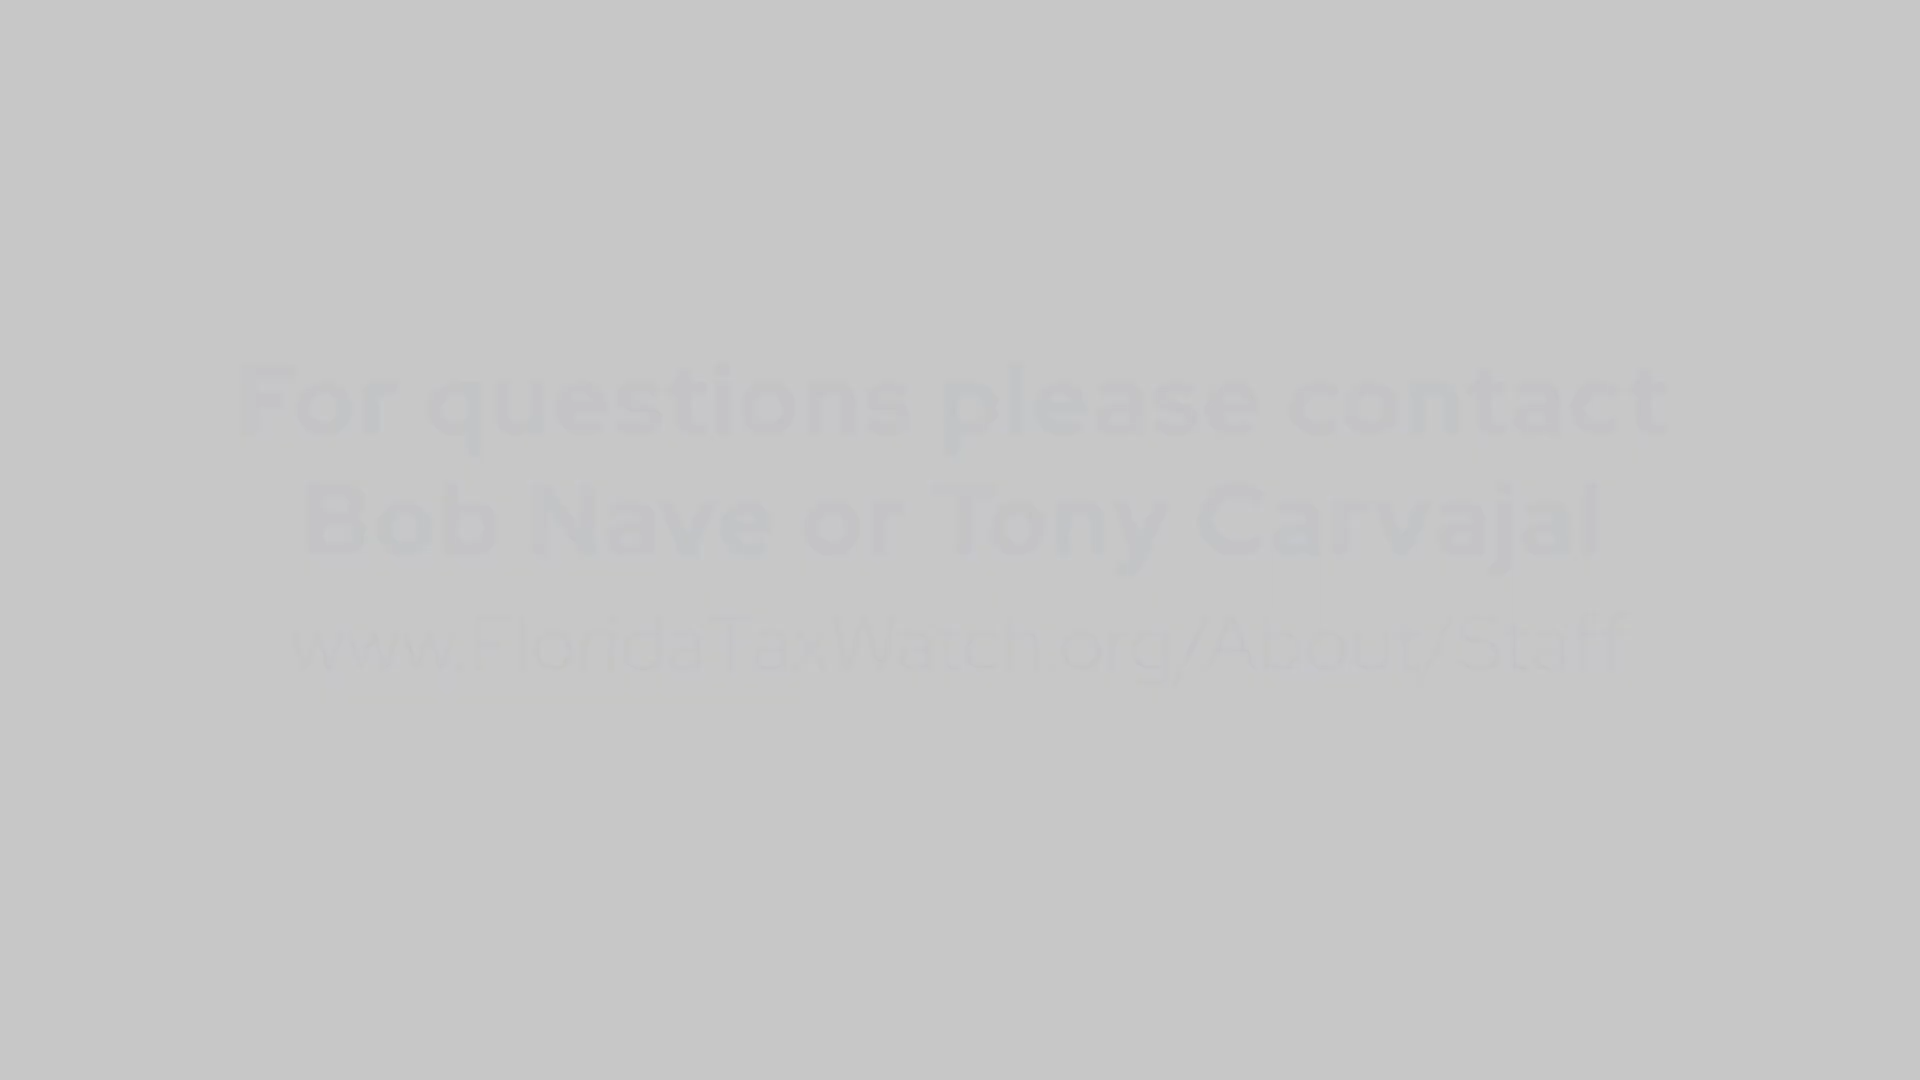 For questions please contact
Bob Nave or Tony Carvajal
www.FloridaTaxWatch.org/About/Staff